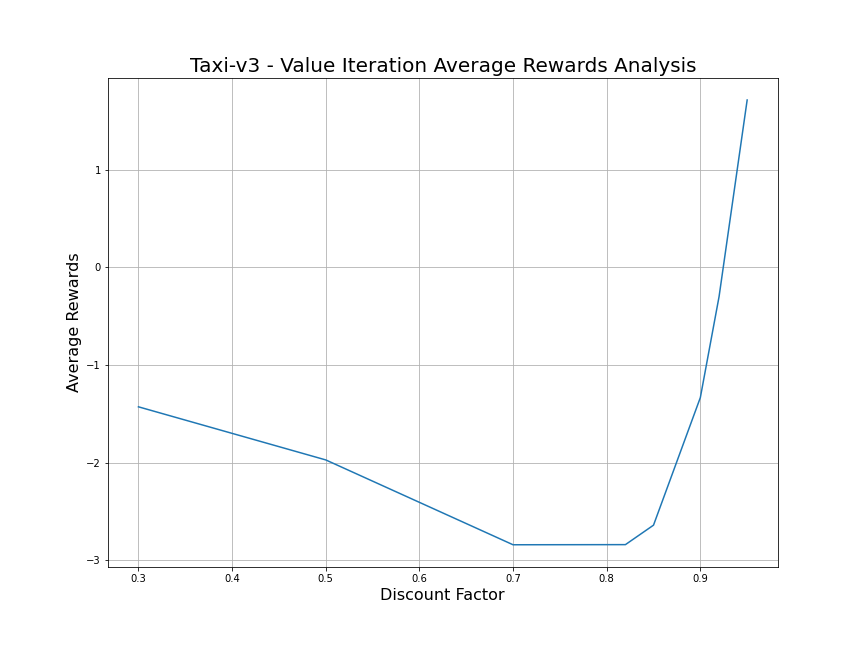 Taxi-v3 - Value Iteration Average Rewards Analysis
Average Rewards
1
0
−1
−2
−3
0.3 0.4 0.5 0.6 0.7 0.8 0.9
Discount Factor